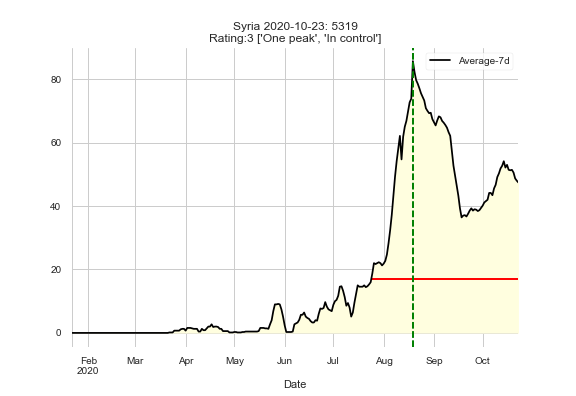 Syria 2020-10-23: 5319
Rating:3 ['One peak', 'In control']
Average-7d
80
60
40
20
0
Feb
2020
Mar
Apr
May
Jun
Jul
Aug
Sep
Oct
Date